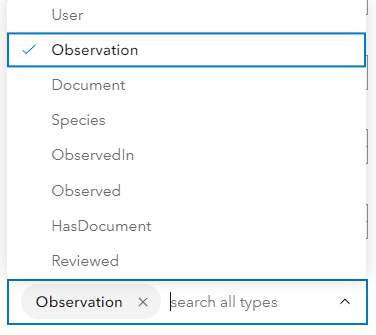 User
Observation
Document
Species
ObservedIn
Observed
HasDocument
Reviewed
Observation search all types